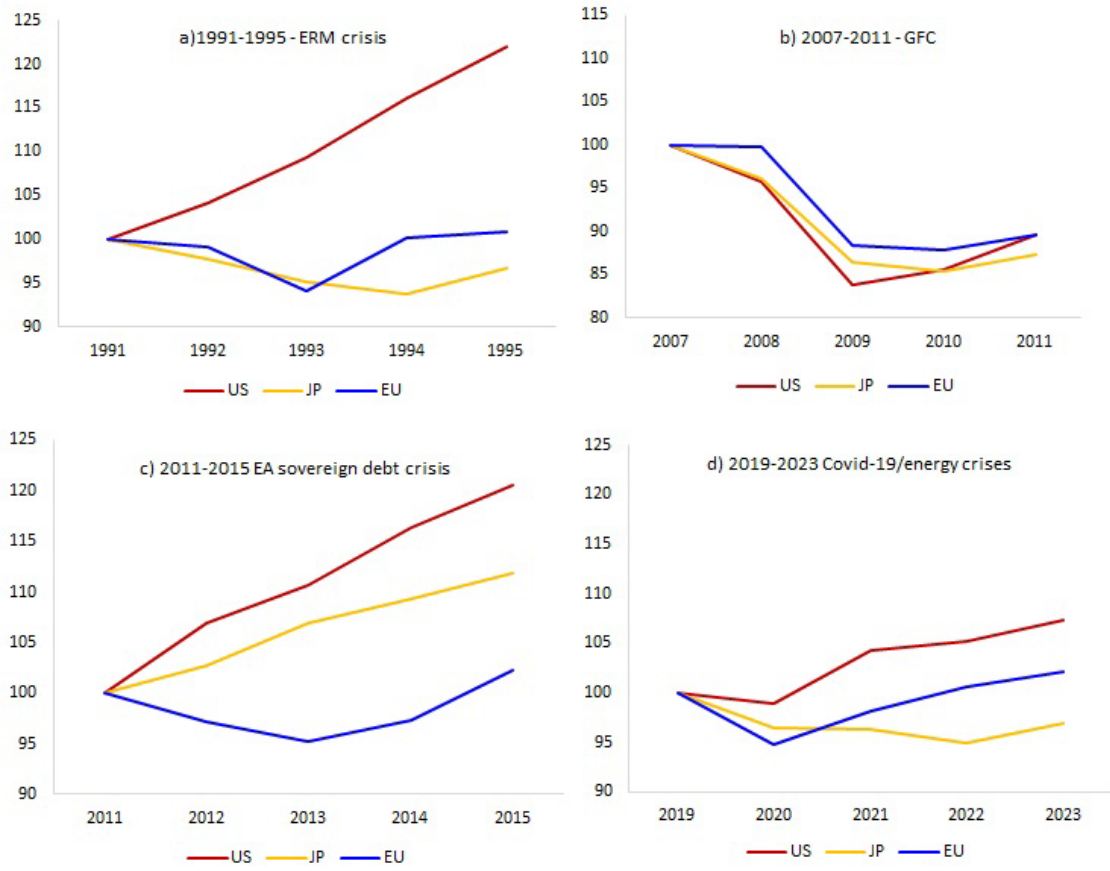 a)1991-1995 - ERM crisis
125
120
115
110
105
100
95
90
1991 1992 1993 1994 1995
US JP EU
b) 2007-2011 - GFC
115
110
105
100
95
90
85
80
2007 2008 2009 2010 2011
US JP EU
c) 2011-2015 EA sovereign debt crisis
125
120
115
110
105
100
95
90
2011 2012 2013 2014 2015
US JP EU
d) 2019-2023 Covid-19/energy crises
125
120
115
110
105
100
95
90
2019 2020 2021 2022 2023
US JP EU